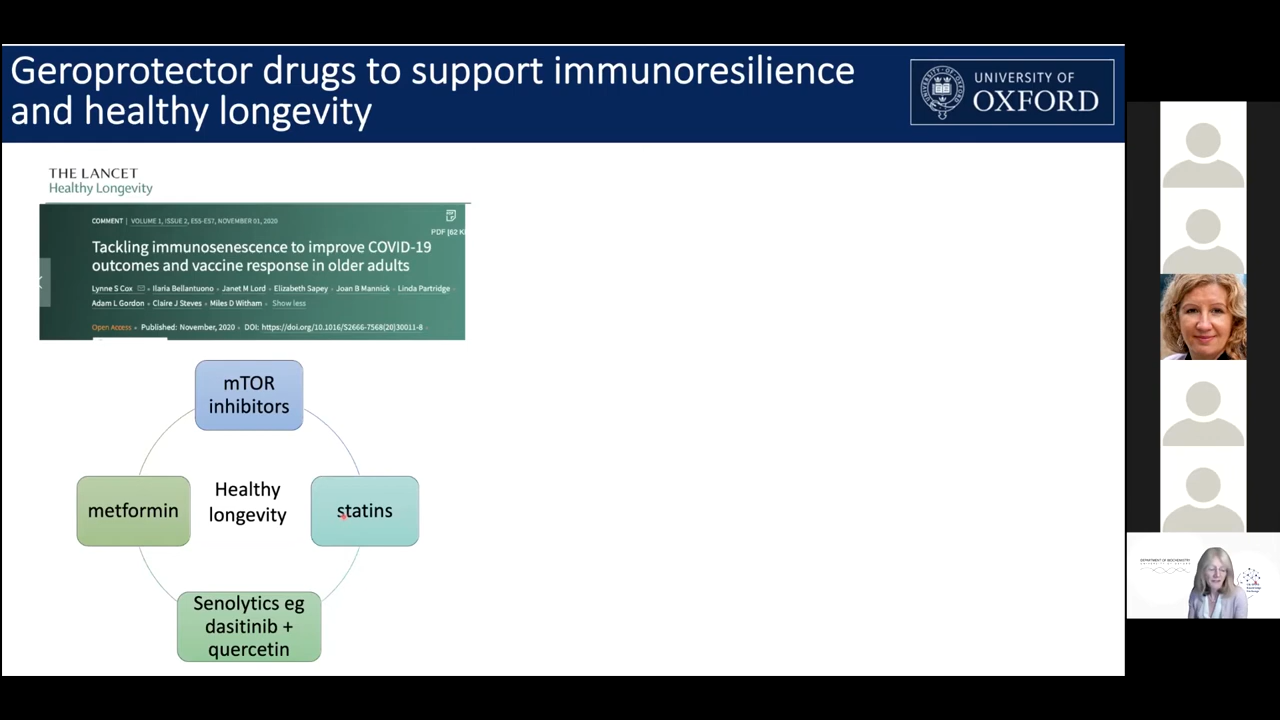 Geroprotector drugs to support immunoresilience
and healthy longevity
UNIVERSITY OF
OXFORD
THE LANCET
Healthy Longevity
COMMENT | VOLUME 1, ISSUE 2, E55-E57, NOVEMBER 01, 2020
PDF [62 K
Tackling immunosenescence to improve COVID-19
outcomes and vaccine response in older adults
Lynne S Cox • Ilaria Bellantuono • Janet M Lord • Elizabeth Sapey • Joan B Mannick • Linda Partridge •
Adam L Gordon • Claire J Steves • Miles D Witham • Show less
Open Access • Published: November, 2020 • DOI: https://doi.org/10.1016/S2666-7568(20)30011-8
mTOR
inhibitors
metformin
Healthy
longevity
statins
Senolytics eg
dasitinib +
quercetin
DEPARTMENT OF BIOCHEMISTRY